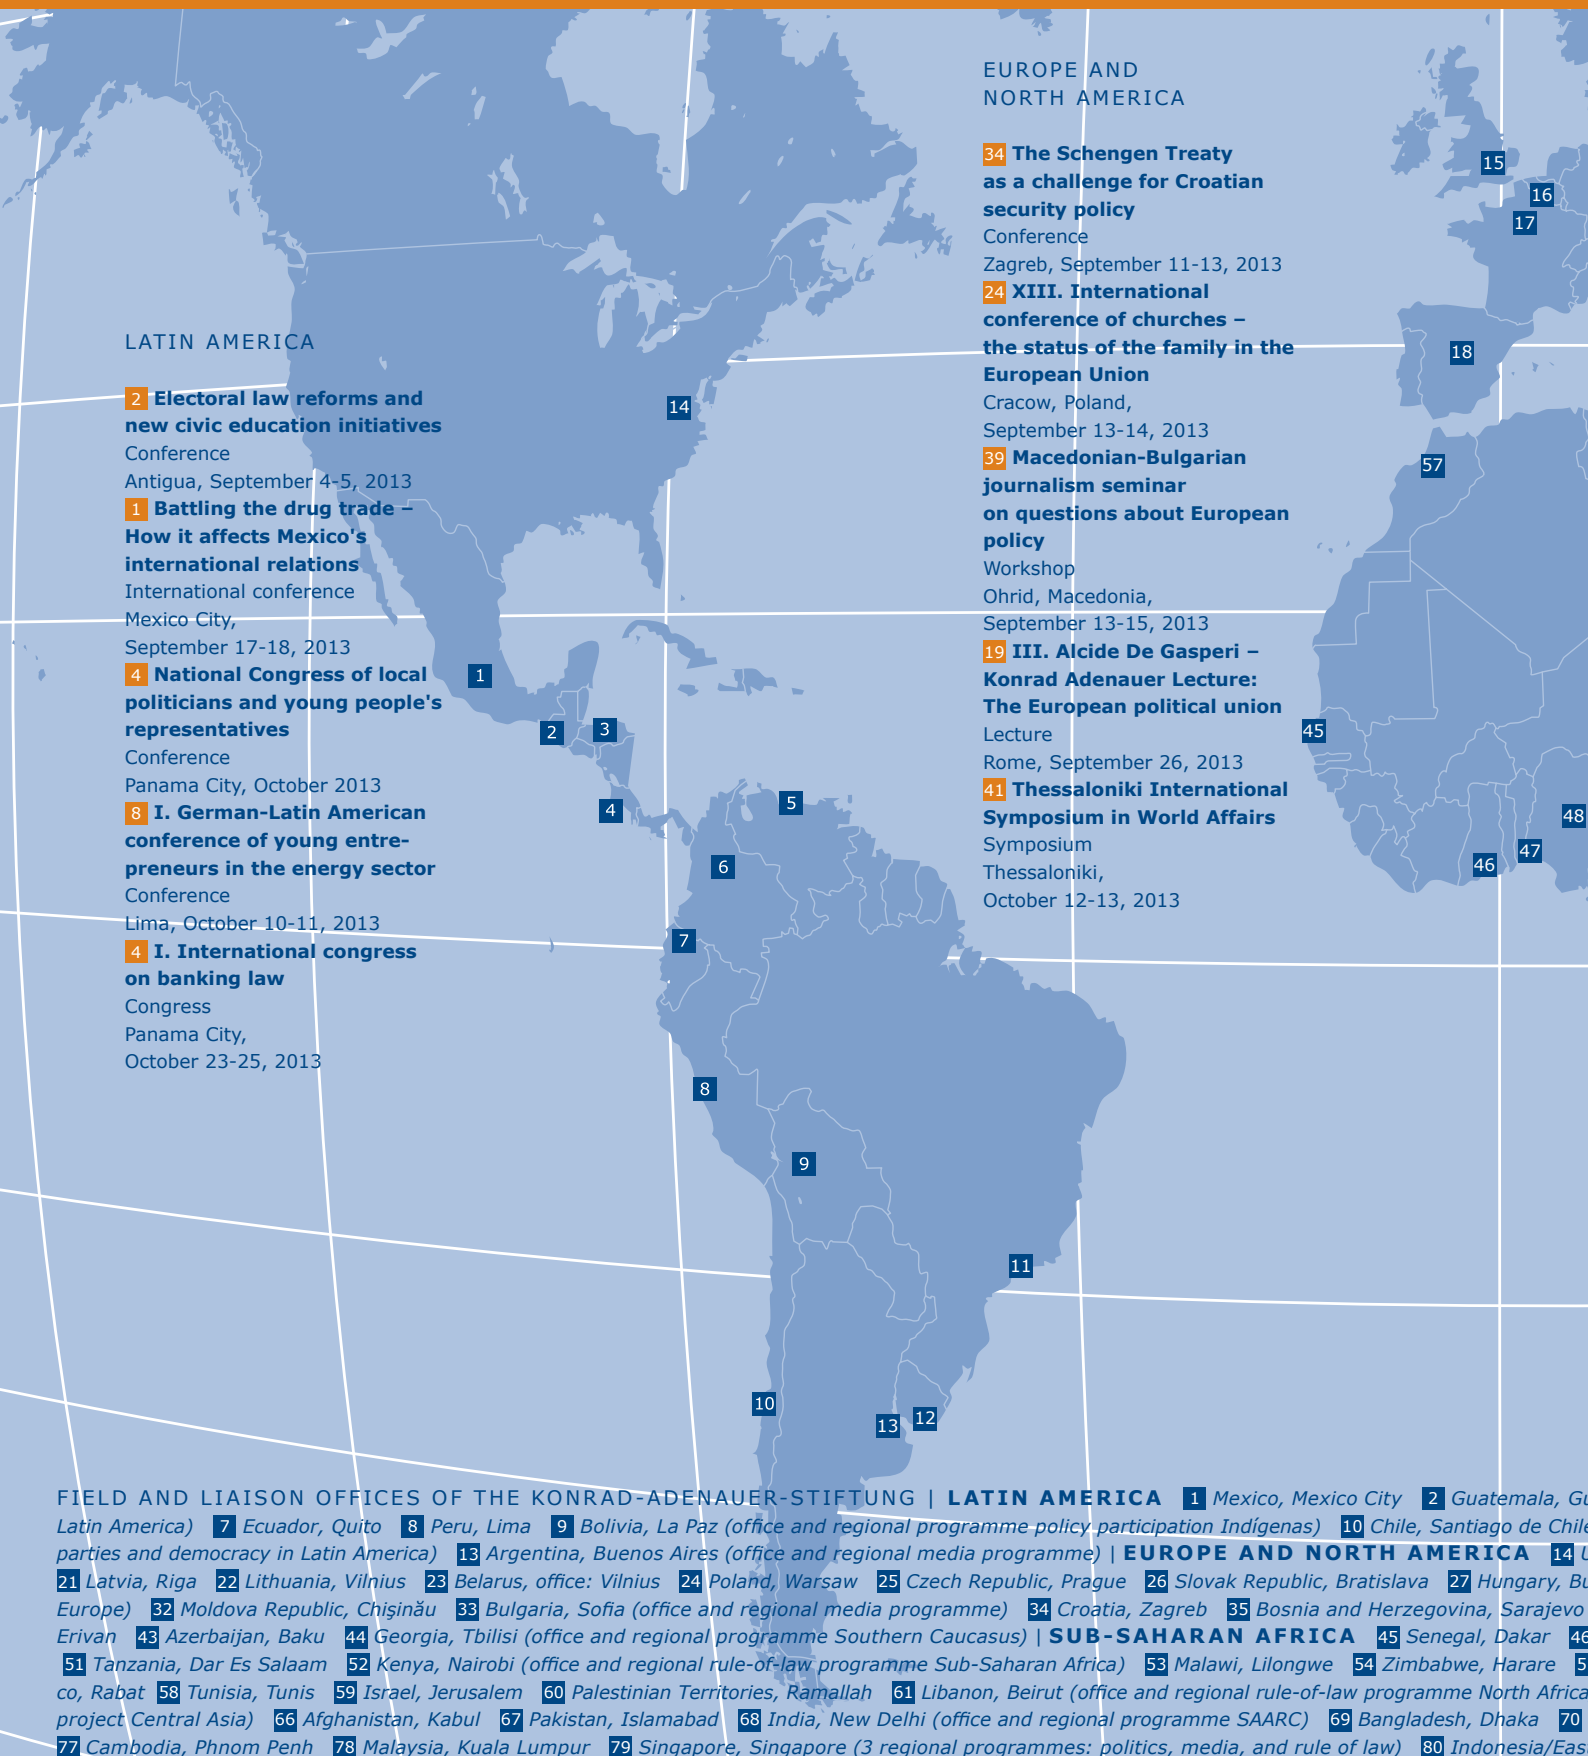 LATIN AMERICA
2 Electoral law reforms and
new civic education initiatives
Conference
Antigua, September 4-5, 2013
1 Battling the drug trade –
How it affects Mexico's
international relations
International conference
Mexico City,
September 17-18, 2013
4 National Congress of local
politicians and young people's
representatives
Conference
Panama City, October 2013
8 I. German-Latin American
conference of young entre-
preneurs in the energy sector
Conference
Lima, October 10-11, 2013
4 I. International congress
on banking law
Congress
Panama City,
October 23-25, 2013
EUROPE AND
NORTH AMERICA
34 The Schengen Treaty
as a challenge for Croatian
security policy
Conference
Zagreb, September 11-13, 2013
24 XIII. International
conference of churches –
the status of the family in the
European Union
Cracow, Poland,
September 13-14, 2013
39 Macedonian-Bulgarian
journalism seminar
on questions about European
policy
Workshop
Ohrid, Macedonia,
September 13-15, 2013
19 III. Alcide De Gasperi –
Konrad Adenauer Lecture:
The European political union
Lecture
Rome, September 26, 2013
41 Thessaloniki International
Symposium in World Affairs
Symposium
Thessaloniki,
October 12-13, 2013
15
16
17
18
14
57
1
2
3
45
4
5
48
6
47
46
7
8
9
11
10
13
12
FIELD AND LIAISON OFFICES OF THE KONRAD-ADENAUER-STIFTUNG | LATIN AMERICA 1 Mexico, Mexico City 2 Guatemala, Gu
Latin America) 7 Ecuador, Quito 8 Peru, Lima 9 Bolivia, La Paz (office and regional programme policy participation Indígenas) 10 Chile, Santiago de Chile
parties and democracy in Latin America) 13 Argentina, Buenos Aires (office and regional media programme) | EUROPE AND NORTH AMERICA 14 U
21 Latvia, Riga 22 Lithuania, Vilnius 23 Belarus, office: Vilnius 24 Poland, Warsaw 25 Czech Republic, Prague 26 Slovak Republic, Bratislava 27 Hungary, Bu
Europe) 32 Moldova Republic, Chişinău 33 Bulgaria, Sofia (office and regional media programme) 34 Croatia, Zagreb 35 Bosnia and Herzegovina, Sarajevo
Erivan 43 Azerbaijan, Baku 44 Georgia, Tbilisi (office and regional programme Southern Caucasus) | SUB-SAHARAN AFRICA 45 Senegal, Dakar 46
51 Tanzania, Dar Es Salaam 52 Kenya, Nairobi (office and regional rule-of-law programme Sub-Saharan Africa) 53 Malawi, Lilongwe 54 Zimbabwe, Harare 5
co, Rabat 58 Tunisia, Tunis 59 Israel, Jerusalem 60 Palestinian Territories, Ramallah 61 Libanon, Beirut (office and regional rule-of-law programme North Africa
project Central Asia) 66 Afghanistan, Kabul 67 Pakistan, Islamabad 68 India, New Delhi (office and regional programme SAARC) 69 Bangladesh, Dhaka 70
77 Cambodia, Phnom Penh 78 Malaysia, Kuala Lumpur 79 Singapore, Singapore (3 regional programmes: politics, media, and rule of law) 80 Indonesia/Eas